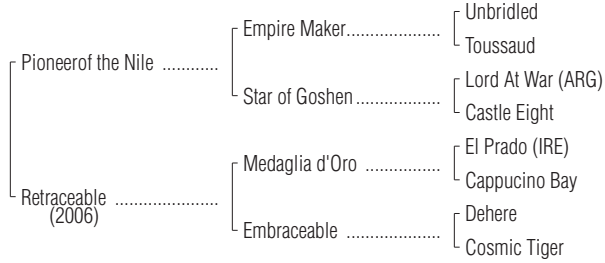 Unbridled
Empire Maker....................
Toussaud
Pioneerof the Nile ............
Lord At War (ARG)
Star of Goshen..................
Castle Eight
El Prado (IRE)
Medaglia d'Oro ................
Cappucino Bay
Retraceable ......................
(2006)
Dehere
Embraceable ....................
Cosmic Tiger